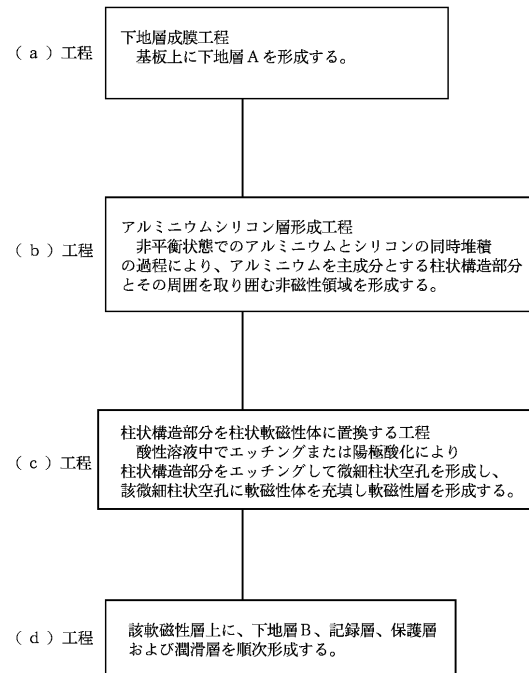 (a)工程
下地層成膜工程
基板上に下地層Aを形成する。
(b)工程
アルミニウムシリコン層形成工程
非平衡状態でのアルミニウムとシリコンの同時堆積
の過程により、アルミニウムを主成分とする柱状構造部分
とその周囲を取り囲む非磁性領域を形成する。
(c)工程
柱状構造部分を柱状軟磁性体に置換する工程
酸性溶液中でエッチングまたは陽極酸化により
柱状構造部分をエッチングして微細柱状空孔を形成し、
該微細柱状空孔に軟磁性体を充填し軟磁性層を形成する。
(d)工程
該軟磁性層上に、下地層B、記録層、保護層
および潤滑層を順次形成する。